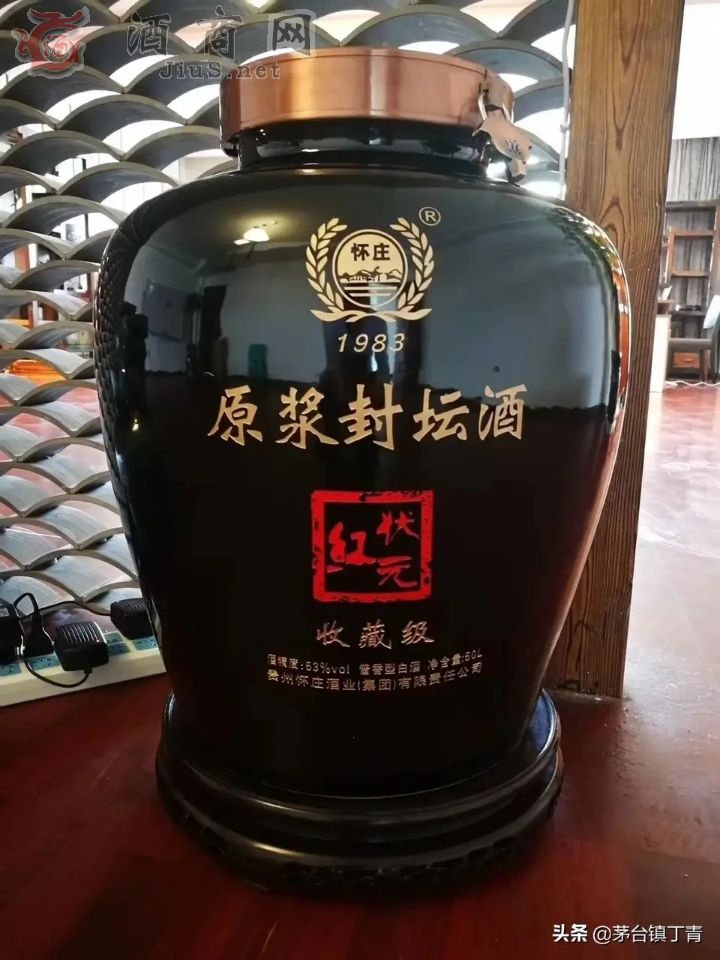 酒商网
JiuS.net
怀庄
®
1983
原浆封坛酒
状元红
收藏级
酒精度:53%vol 酱香型白酒 净含量:50L
贵州怀庄酒业(集团)有限责任公司
头条 @茅台镇丁青